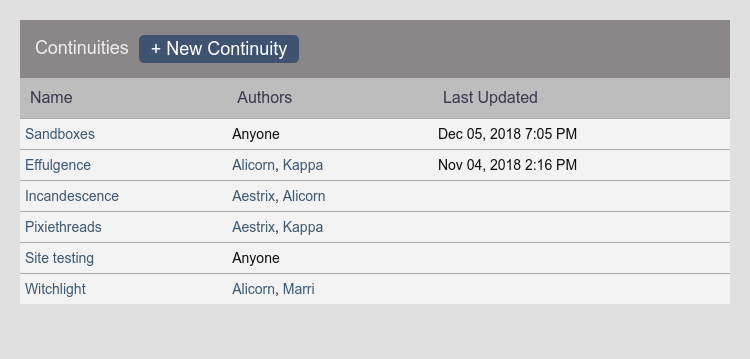 Continuities + New Continuity
Name Authors Last Updated
Sandboxes Anyone Dec 05, 2018 7:05 PM
Effulgence Alicorn, Kappa Nov 04, 2018 2:16 PM
Incandescence Aestrix, Alicorn
Pixiethreads Aestrix, Kappa
Site testing Anyone
Witchlight Alicorn, Marri